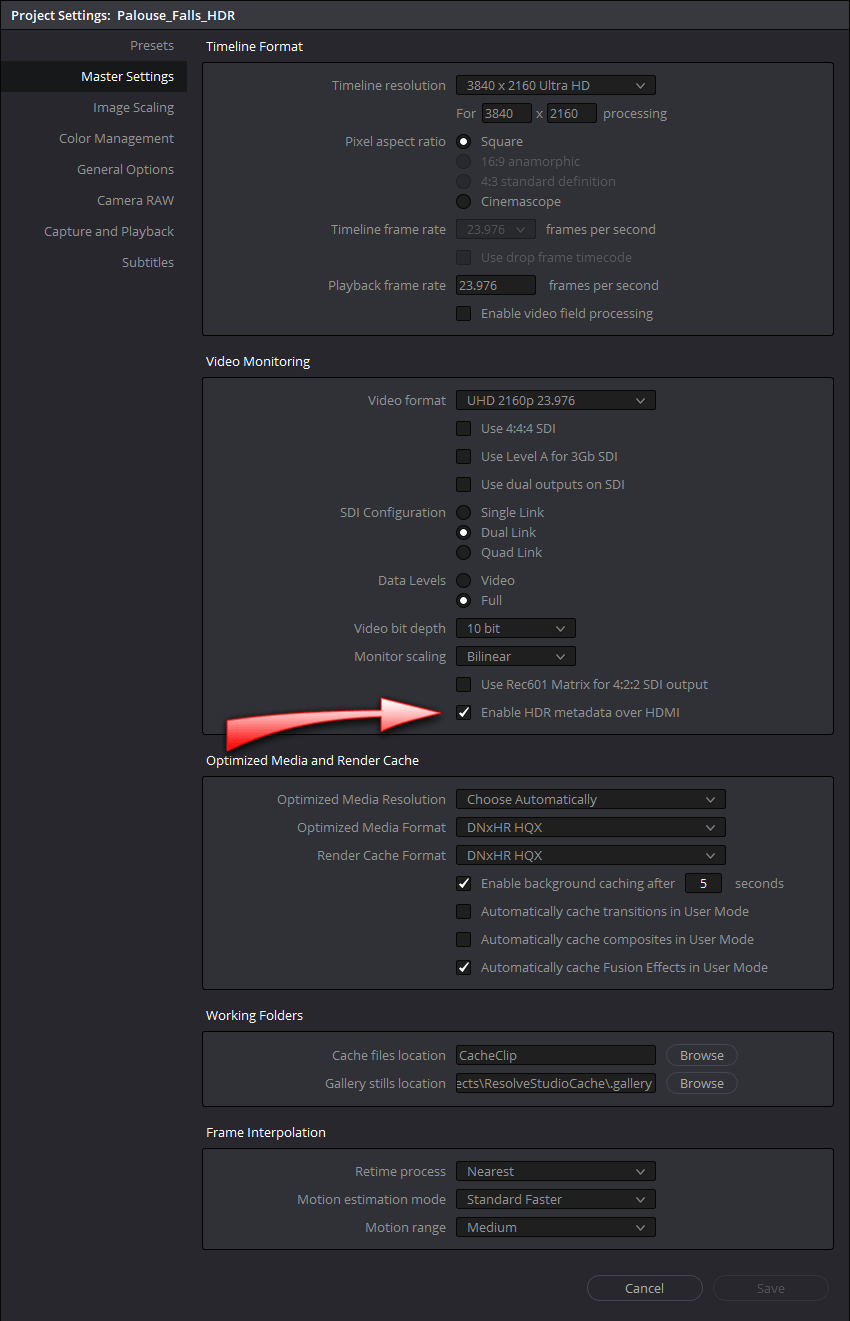 Project Settings: Palouse_Falls_HDR
Presets
Master Settings
Image Scaling
Color Management
General Options
Camera RAW
Capture and Playback
Subtitles
Timeline Format
Timeline resolution 3840 x 2160 Ultra HD
For 3840 x 2160 processing
Pixel aspect ratio Square
16:9 anamorphic
4:3 standard definition
Cinemascope
Timeline frame rate 23.976 frames per second
Use drop frame timecode
Playback frame rate 23.976 frames per second
Enable video field processing
Video Monitoring
Video format UHD 2160p 23.976
Use 4:4:4 SDI
Use Level A for 3Gb SDI
Use dual outputs on SDI
SDI Configuration Single Link
Dual Link
Quad Link
Data Levels Video
Full
Video bit depth 10 bit
Monitor scaling Bilinear
Use Rec601 Matrix for 4:2:2 SDI output
Enable HDR metadata over HDMI
Optimized Media and Render Cache
Optimized Media Resolution Choose Automatically
Optimized Media Format DNxHR HQX
Render Cache Format DNxHR HQX
Enable background caching after 5 seconds
Automatically cache transitions in User Mode
Automatically cache composites in User Mode
Automatically cache Fusion Effects in User Mode
Working Folders
Cache files location CacheClip Browse
Gallery stills location ects\ResolveStudioCache\.gallery Browse
Frame Interpolation
Retime process Nearest
Motion estimation mode Standard Faster
Motion range Medium
Cancel Save